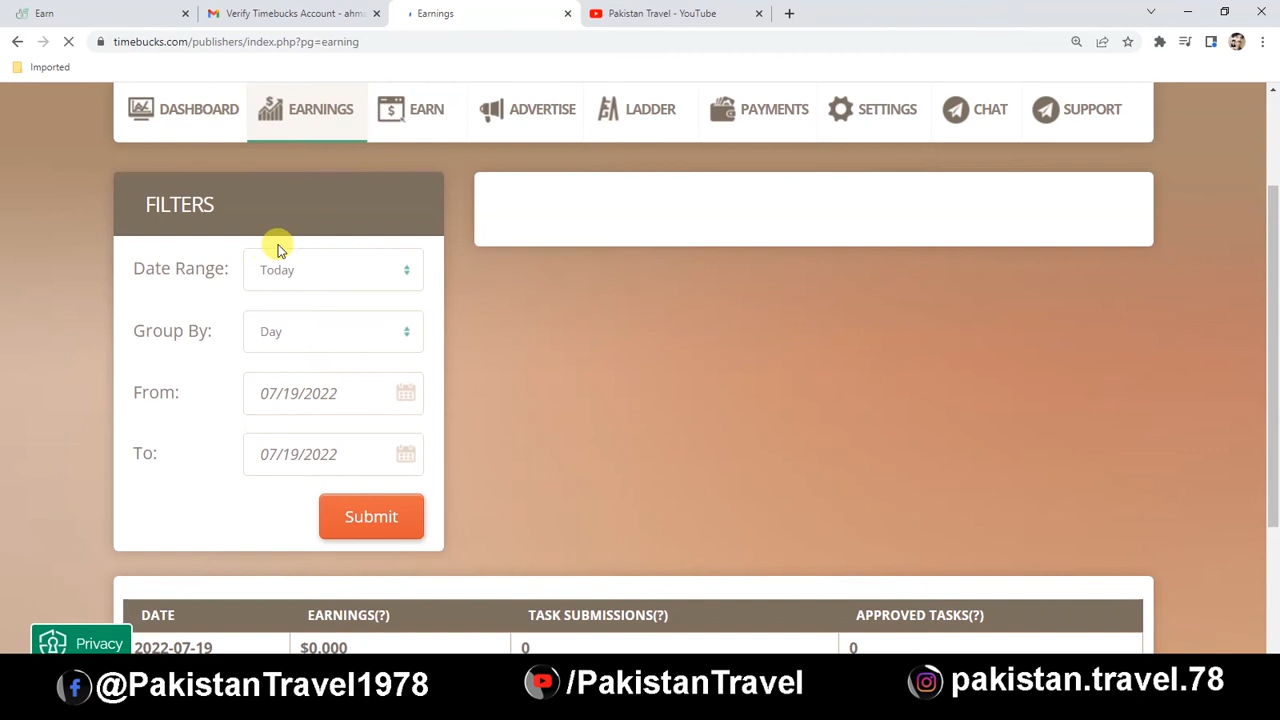 Earn
Verify Timebucks Account - ahma
Earnings
Pakistan Travel - YouTube
timebucks.com/publishers/index.php?pg=earning
Imported
DASHBOARD
EARNINGS
EARN
ADVERTISE
LADDER
PAYMENTS
SETTINGS
CHAT
SUPPORT
FILTERS
Date Range: Today
Group By: Day
From: 07/19/2022
To: 07/19/2022
Submit
DATE EARNINGS(?) TASK SUBMISSIONS(?) APPROVED TASKS(?)
2022-07-19 $0.000 0 0
Privacy
@PakistanTravel1978 /PakistanTravel pakistan.travel.78